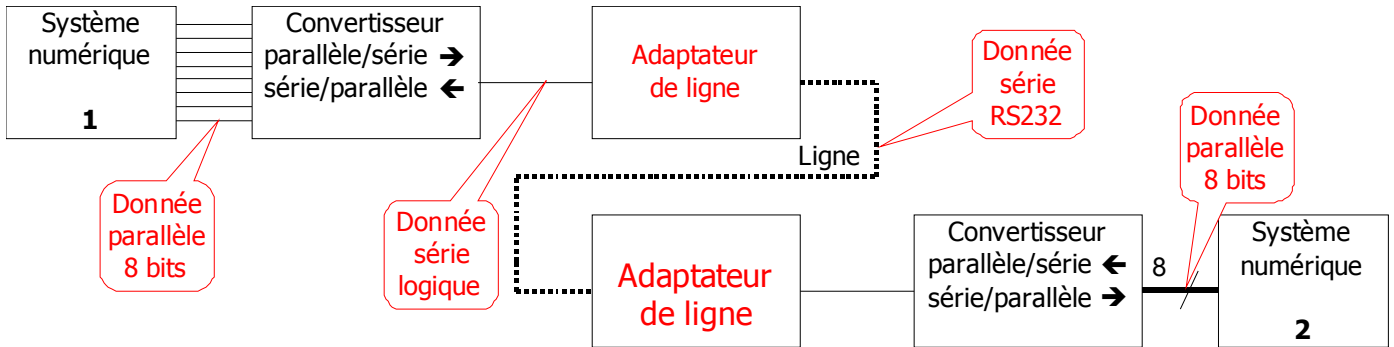 Système
numérique
1
Convertisseur
parallèle/série ➔
série/parallèle 🡸
Adaptateur
de ligne
Donnée
série
RS232
Donnée
parallèle
8 bits
Ligne
Donnée
parallèle
8 bits
Donnée
série
logique
Adaptateur
de ligne
Convertisseur
parallèle/série 🡸
série/parallèle ➔
8
Système
numérique
2